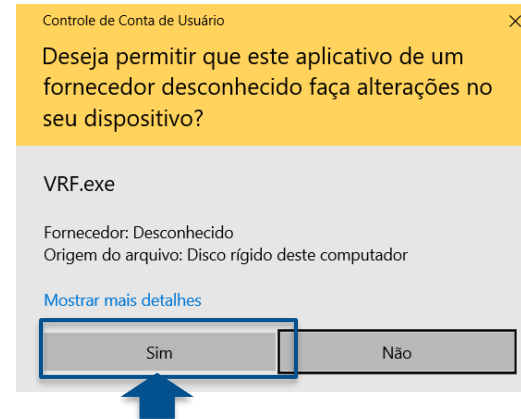 Controle de Conta de Usuário
Deseja permitir que este aplicativo de um
fornecedor desconhecido faça alterações no
seu dispositivo?
VRF.exe
Fornecedor: Desconhecido
Origem do arquivo: Disco rígido deste computador
Mostrar mais detalhes
Sim
Não